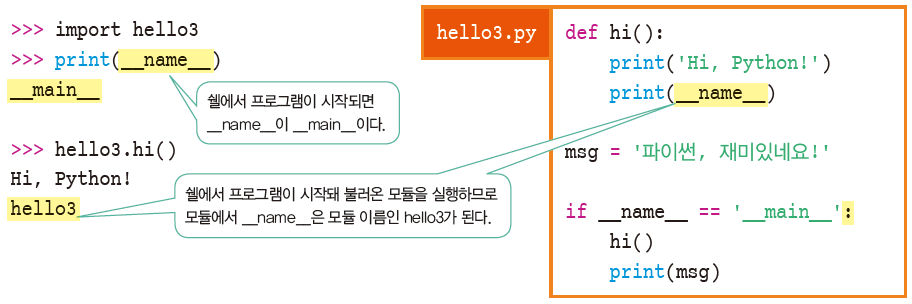 >>> import hello3
>>> print(__name__)
__main__
쉘에서 프로그램이 시작되면
__name__이 __main__이다.
>>> hello3.hi()
Hi, Python!
hello3
쉘에서 프로그램이 시작돼 불러온 모듈을 실행하므로
모듈에서 __name__은 모듈 이름인 hello3가 된다.
hello3.py
def hi():
    print('Hi, Python!')
    print(__name__)
msg = '파이썬, 재미있네요!'
if __name__ == '__main__':
    hi()
    print(msg)